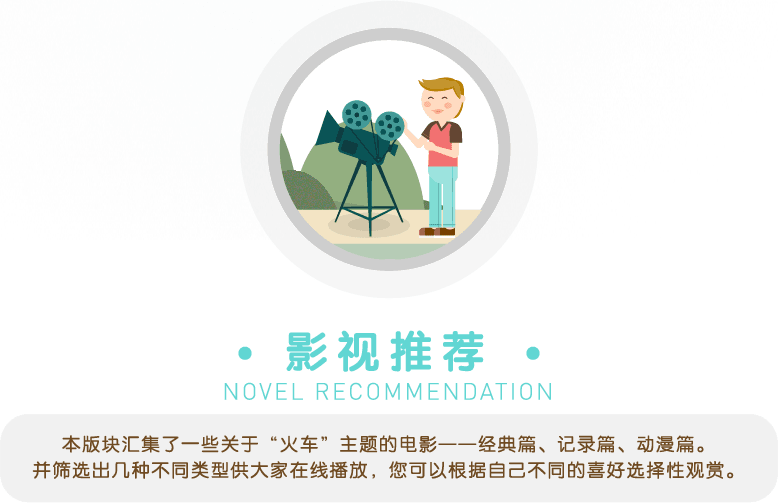 • 影视推荐 •
NOVEL RECOMMENDATION
本版块汇集了一些关于“火车”主题的电影——经典篇、记录篇、动漫篇。
并筛选出几种不同类型供大家在线播放，您可以根据自己不同的喜好选择性观赏。